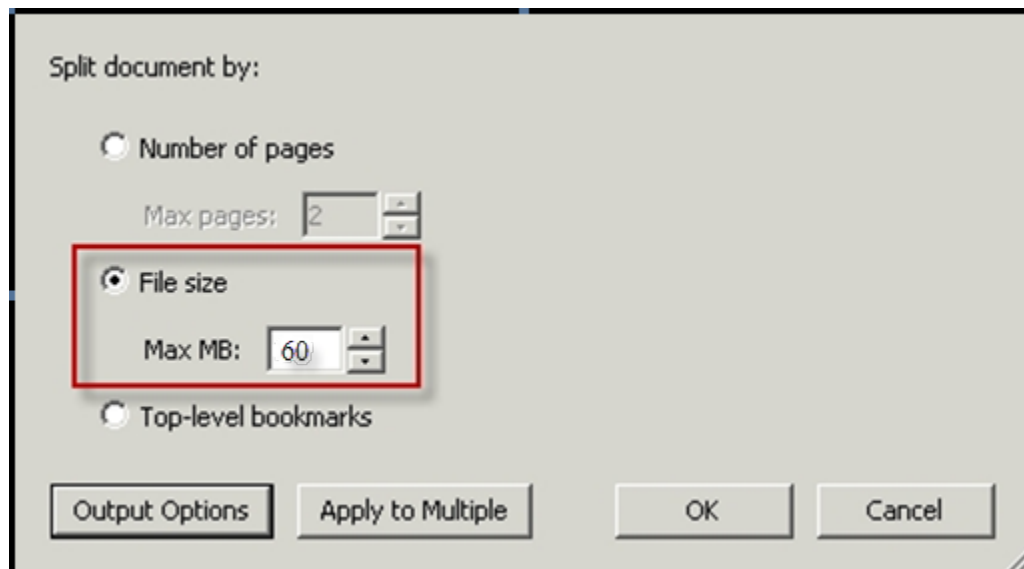 Split document by:
Number of pages
Max pages: 2
File size
Max MB: 60
Top-level bookmarks
Output Options Apply to Multiple OK Cancel